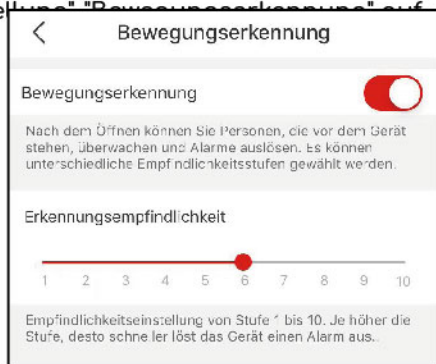 Bewegungserkennung
Bewegungserkennung
Nach dem Öffnen können Sie Personen, die vor dem Gerät
stehen, überwachen und Alarme auslösen. Es können
unterschiedliche Empfindlichkeitsstufen gewählt werden.
Erkennungsempfindlichkeit
1 2 3 4 5 6 7 8 9 10
Empfindlichkeitseinstellung von Stufe 1 bis 10. Je höher die
Stufe, desto schneller löst das Gerät einen Alarm aus..